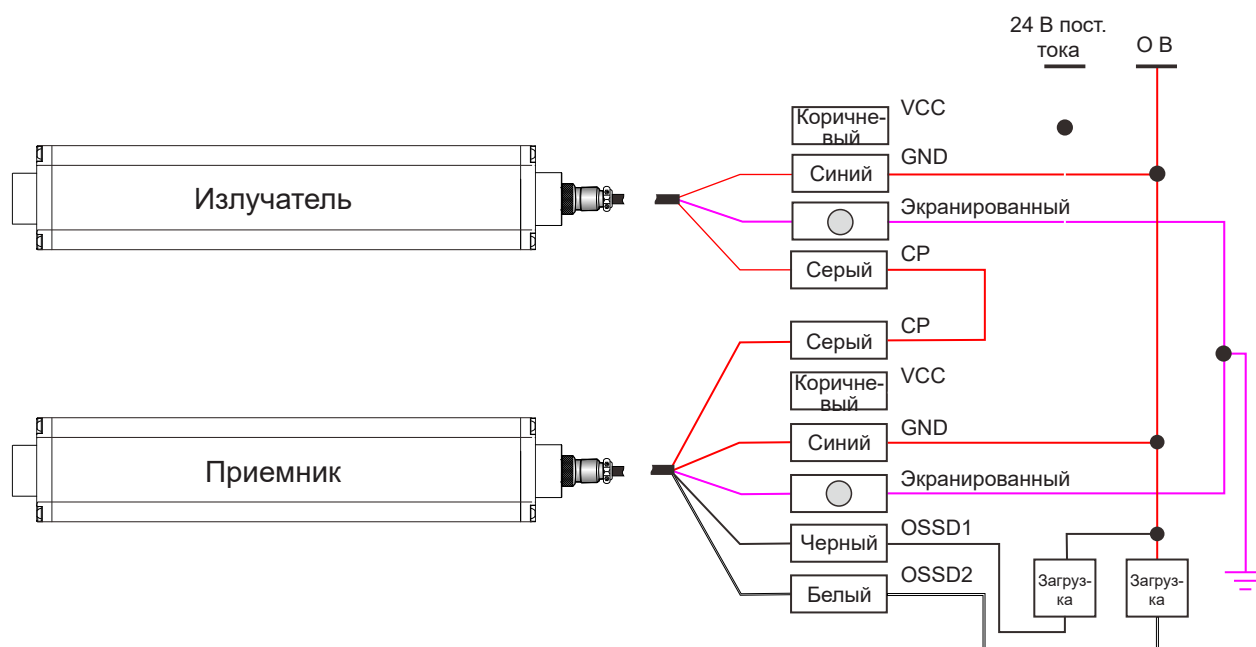 24 В пост.
тока
О В
Коричне-
вый
VCC
Синий
GND
Экранированный
Излучатель
Серый
CP
Серый
CP
Коричне-
вый
VCC
Синий
GND
Приемник
Экранированный
Черный
OSSD1
Белый
OSSD2
Загруз-
ка
Загруз-
ка